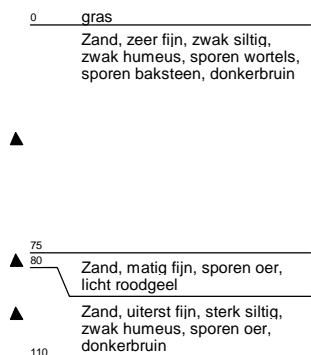 0 gras
Zand, zeer fijn, zwak siltig,
zwak humeus, sporen wortels,
sporen baksteen, donkerbruin
75
80
Zand, matig fijn, sporen oer,
licht roodgeel
Zand, uiterst fijn, sterk siltig,
zwak humeus, sporen oer,
donkerbruin
110